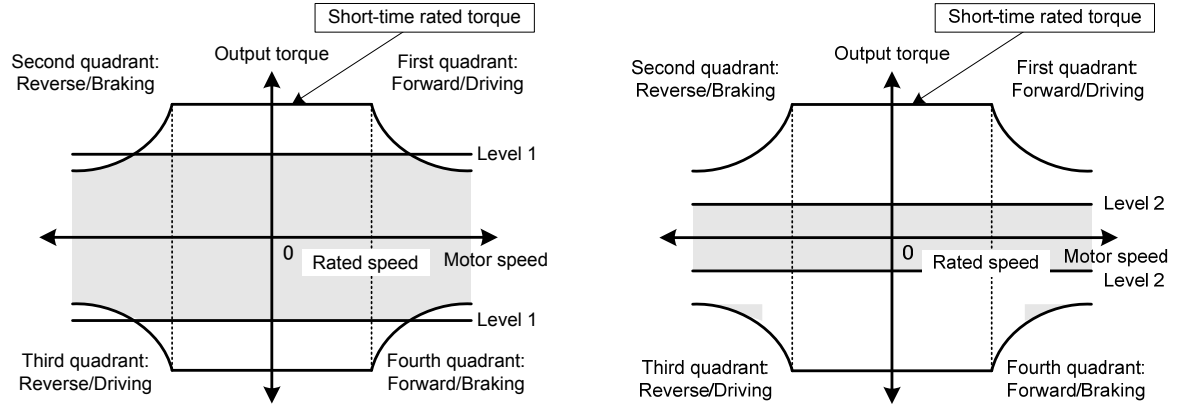 Short-time rated torque
Output torque
Second quadrant:
Reverse/Braking
First quadrant:
Forward/Driving
Level 1
0
Rated speed
Motor speed
Level 1
Third quadrant:
Reverse/Driving
Fourth quadrant:
Forward/Braking
Short-time rated torque
Output torque
Second quadrant:
Reverse/Braking
First quadrant:
Forward/Driving
Level 2
0
Rated speed
Motor speed
Level 2
Third quadrant:
Reverse/Driving
Fourth quadrant:
Forward/Braking